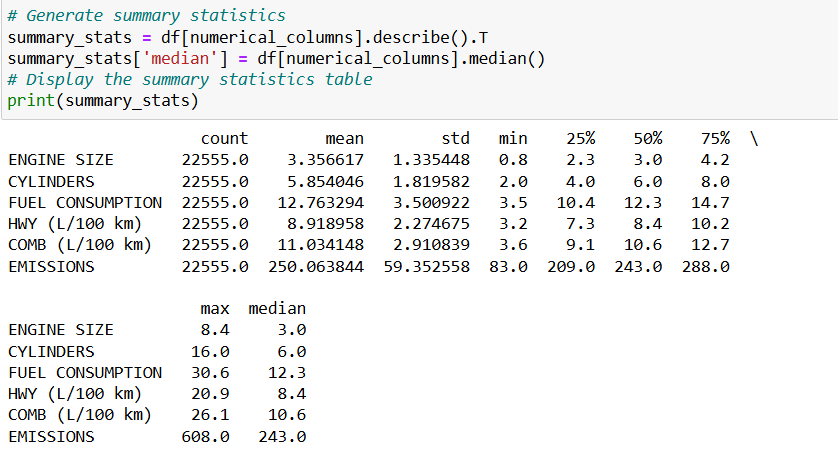 # Generate summary statistics
summary_stats = df[numerical_columns].describe().T
summary_stats['median'] = df[numerical_columns].median()
# Display the summary statistics table
print(summary_stats)
                    count        mean        std   min    25%    50%    75%  \
ENGINE SIZE       22555.0    3.356617   1.335448   0.8    2.3    3.0    4.2
CYLINDERS         22555.0    5.854046   1.819582   2.0    4.0    6.0    8.0
FUEL CONSUMPTION  22555.0   12.763294   3.500922   3.5   10.4   12.3   14.7
HWY (L/100 km)    22555.0    8.918958   2.274675   3.2    7.3    8.4   10.2
COMB (L/100 km)   22555.0   11.034148   2.910839   3.6    9.1   10.6   12.7
EMISSIONS         22555.0  250.063844  59.352558  83.0  209.0  243.0  288.0
                    max  median
ENGINE SIZE         8.4     3.0
CYLINDERS          16.0     6.0
FUEL CONSUMPTION   30.6    12.3
HWY (L/100 km)     20.9     8.4
COMB (L/100 km)    26.1    10.6
EMISSIONS         608.0   243.0